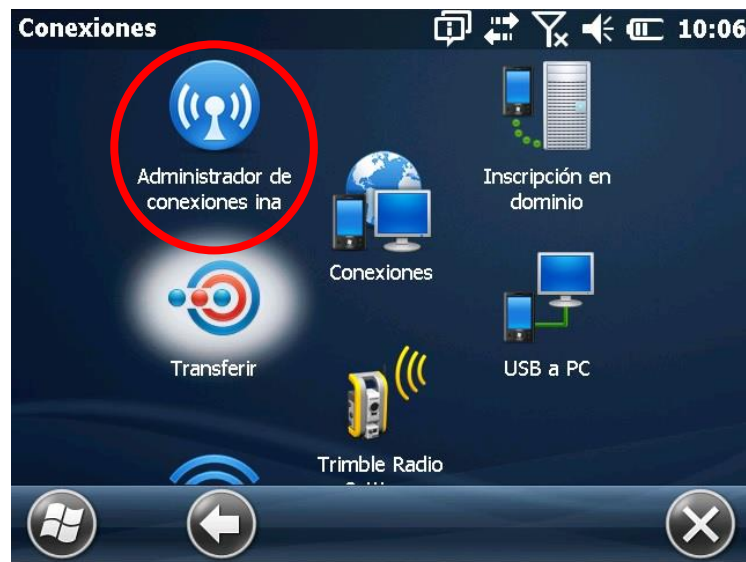 Conexiones
10:06
Administrador de
conexiones ina
Inscripción en
dominio
Conexiones
Transferir
USB a PC
Trimble Radio